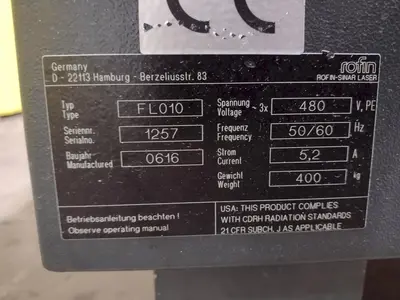 CE
Germany
D - 22113 Hamburg - Berzeliusstr. 83
rofin
ROFIN-SINAR LASER
Typ
Type
FL010
Spannung
Voltage
~ 3x
480
V, PE
Seriennr.
Serialno.
1257
Frequenz
Frequency
50/60
Hz
Baujahr
Manufactured
0616
Strom
Current
5,2
A
Gewicht
Weight
400
kg
Betriebsanleitung beachten !
Observe operating manual
USA: THIS PRODUCT COMPLIES
WITH CDRH RADIATION STANDARDS
21 CFR SUBCH. J AS APPLICABLE